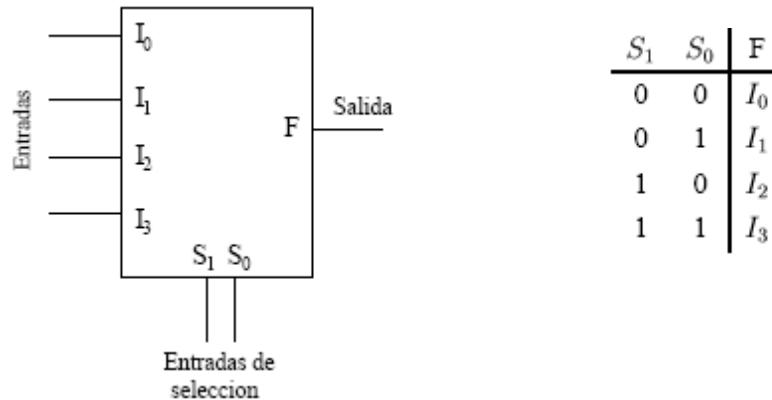 Entradas
I0
I1
I2
I3
F
Salida
S1 S0
Entradas de
seleccion
S1 S0 F
0 0 I0
0 1 I1
1 0 I2
1 1 I3